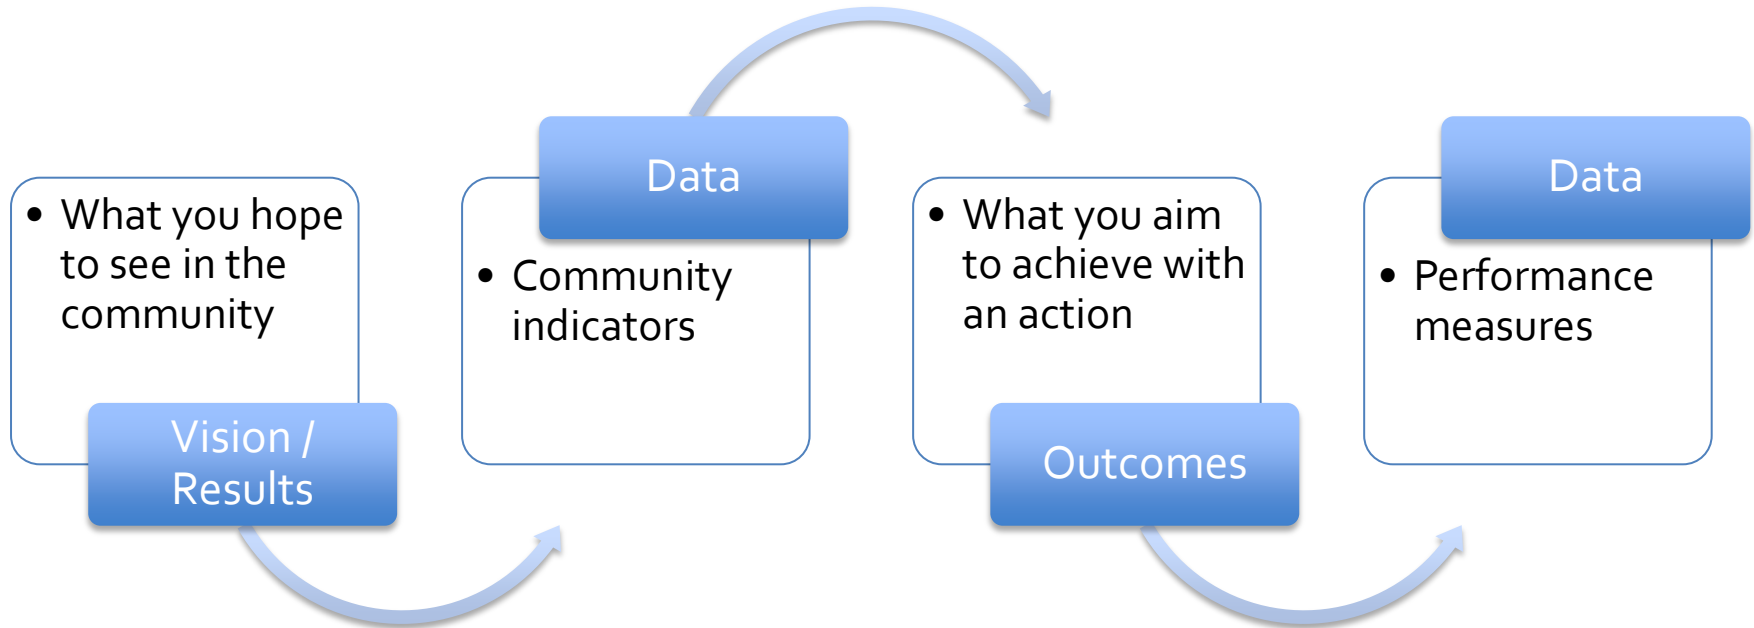 • What you hope
to see in the
community
Vision /
Results
Data
• Community
indicators
• What you aim
to achieve with
an action
Outcomes
Data
• Performance
measures